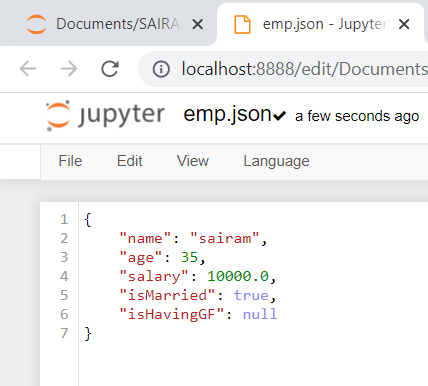 Documents/SAIRA
emp.json - Jupyte
localhost:8888/edit/Documents
jupyter emp.json✔ a few seconds ago
File Edit View Language
1 {
2     "name": "sairam",
3     "age": 35,
4     "salary": 10000.0,
5     "isMarried": true,
6     "isHavingGF": null
7 }